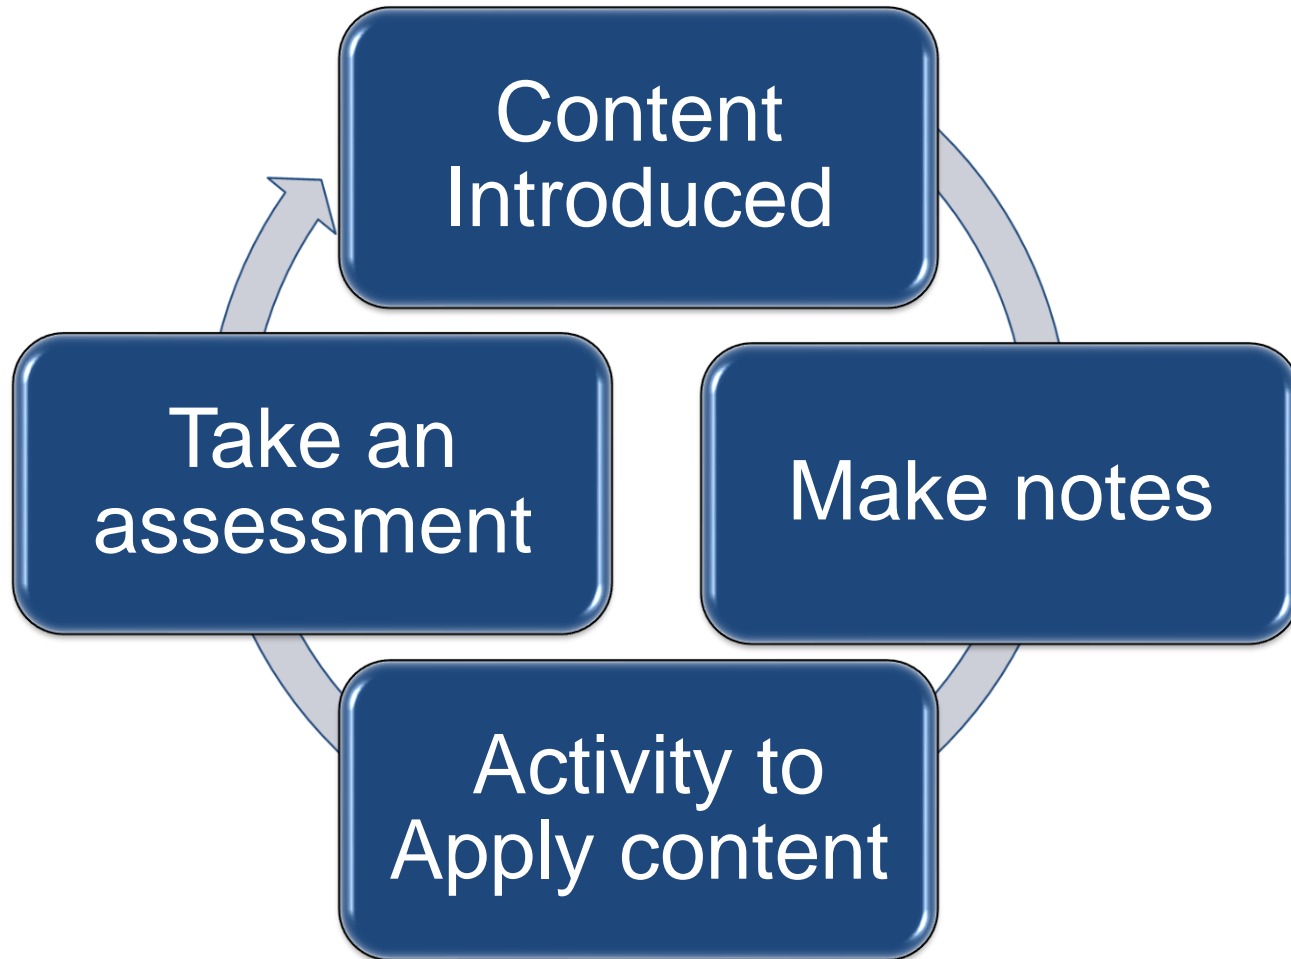 Content
Introduced
Make notes
Activity to
Apply content
Take an
assessment